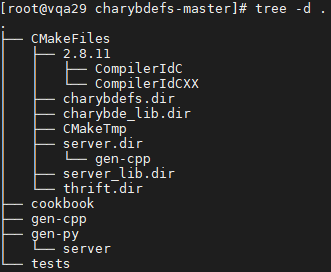 [root@vqa29 charybdefs-master]# tree -d .
.
├── CMakeFiles
│   ├── 2.8.11
│   │   ├── CompilerIdC
│   │   └── CompilerIdCXX
│   ├── charybdefs.dir
│   ├── charybde_lib.dir
│   ├── CMakeTmp
│   ├── server.dir
│   │   └── gen-cpp
│   ├── server_lib.dir
│   └── thrift.dir
├── cookbook
├── gen-cpp
├── gen-py
│   └── server
└── tests